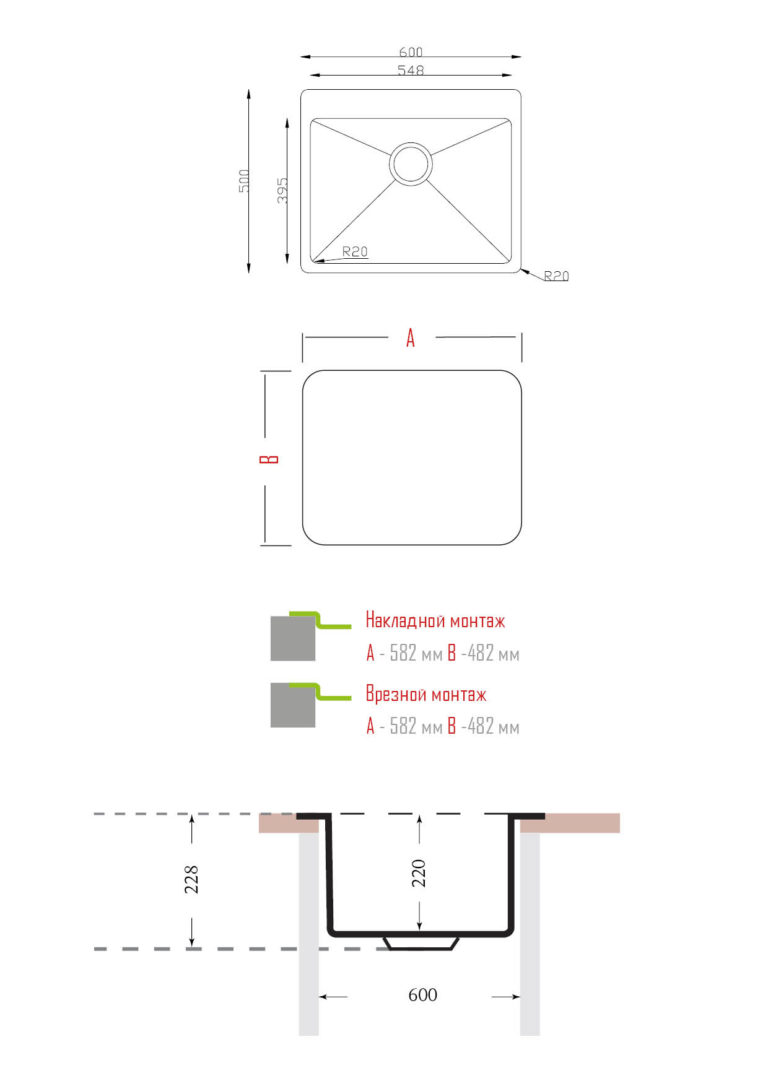 600
548
500
395
R20
R20
A
B
Накладной монтаж
A - 582 мм B -482 мм
Врезной монтаж
A - 582 мм B -482 мм
228
220
600